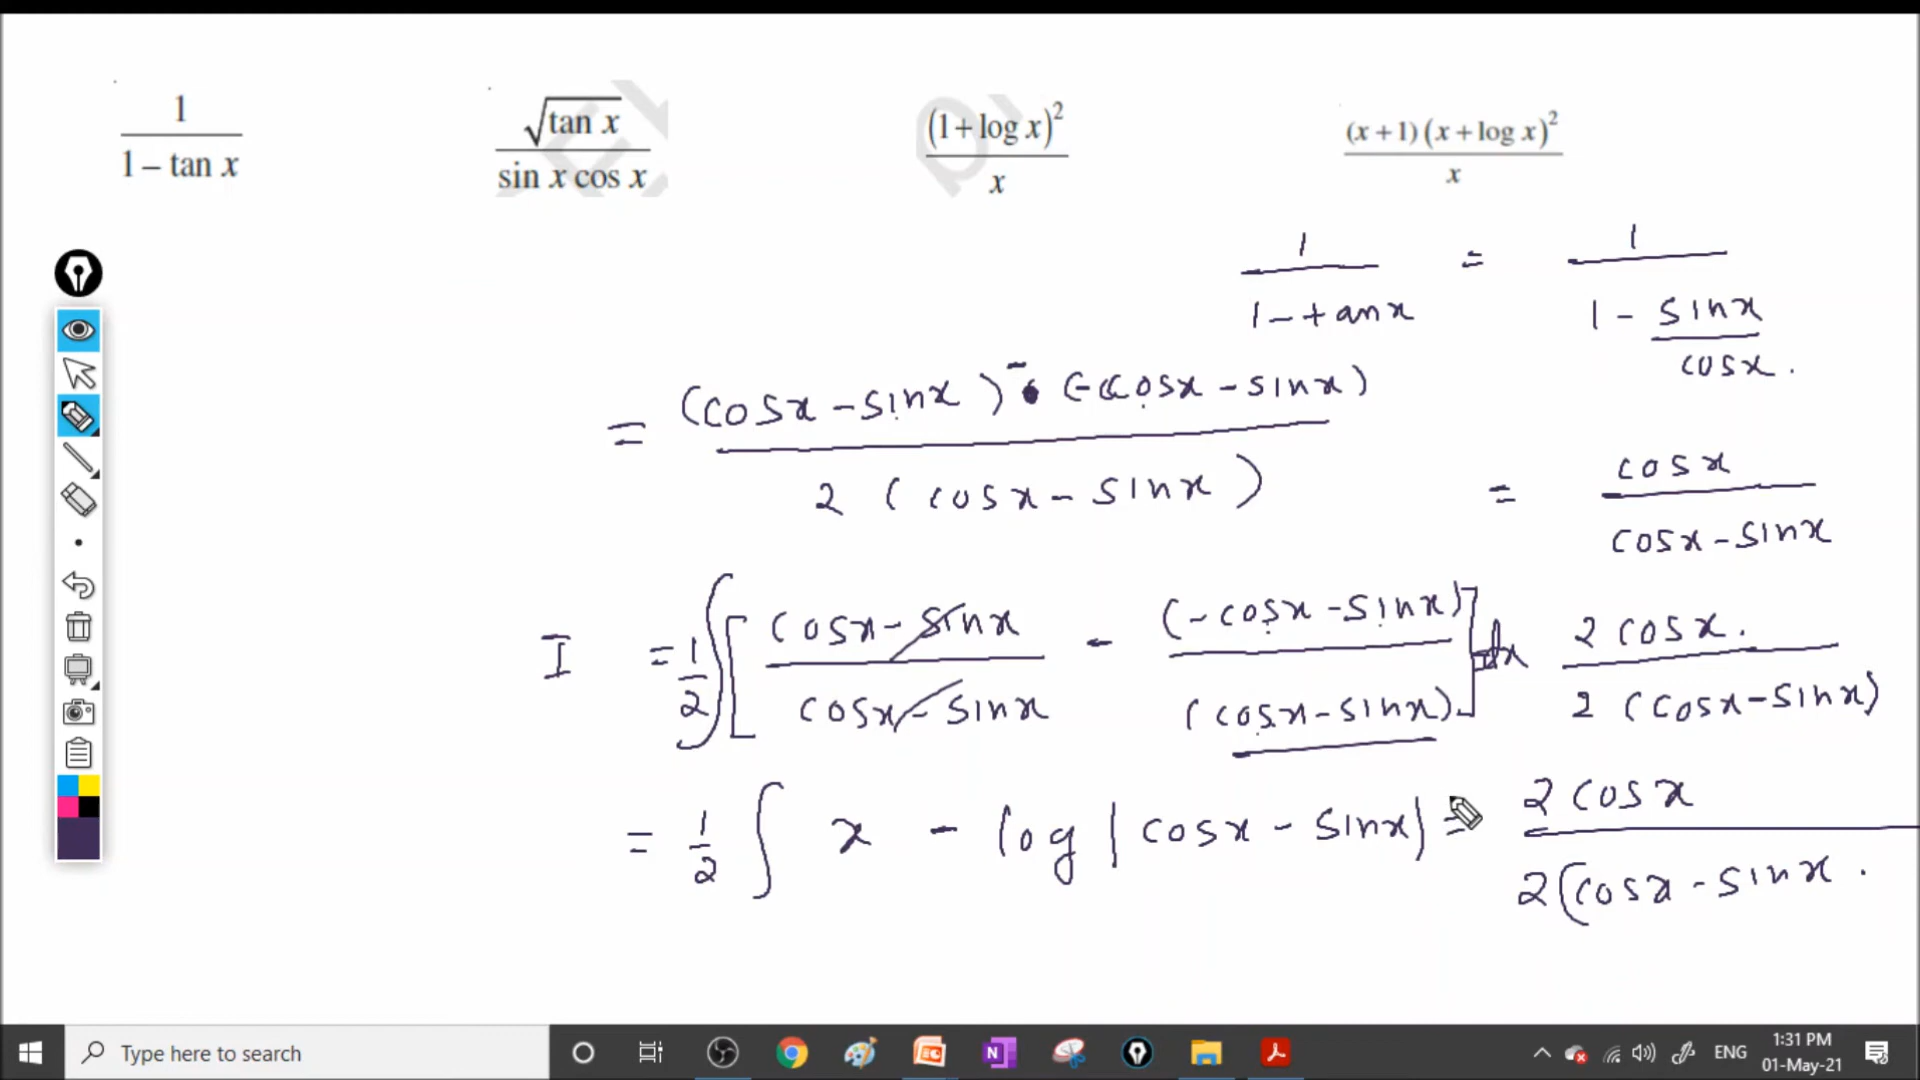 1 / (1 – tan x)
√(tan x) / (sin x cos x)
(1 + log x)² / x
(x + 1)(x + log x)² / x
1 / (1 – tanx) = 1 / (1 – sinx / cosx .)
= (cosx – sinx) – (–cosx – sinx) / 2 (cosx – sinx)
= cosx / (cosx – sinx)
I = 1/2 ∫ [ (cosx – sinx) / (cosx – sinx) – (–cosx – sinx) / (cosx – sinx) ] dx
2 cosx . / 2 (cosx – sinx)
= 1/2 ∫ x – log | cosx – sinx |
= 2 cosx / 2(cosx – sinx .
Type here to search
ENG
1:31 PM
01-May-21